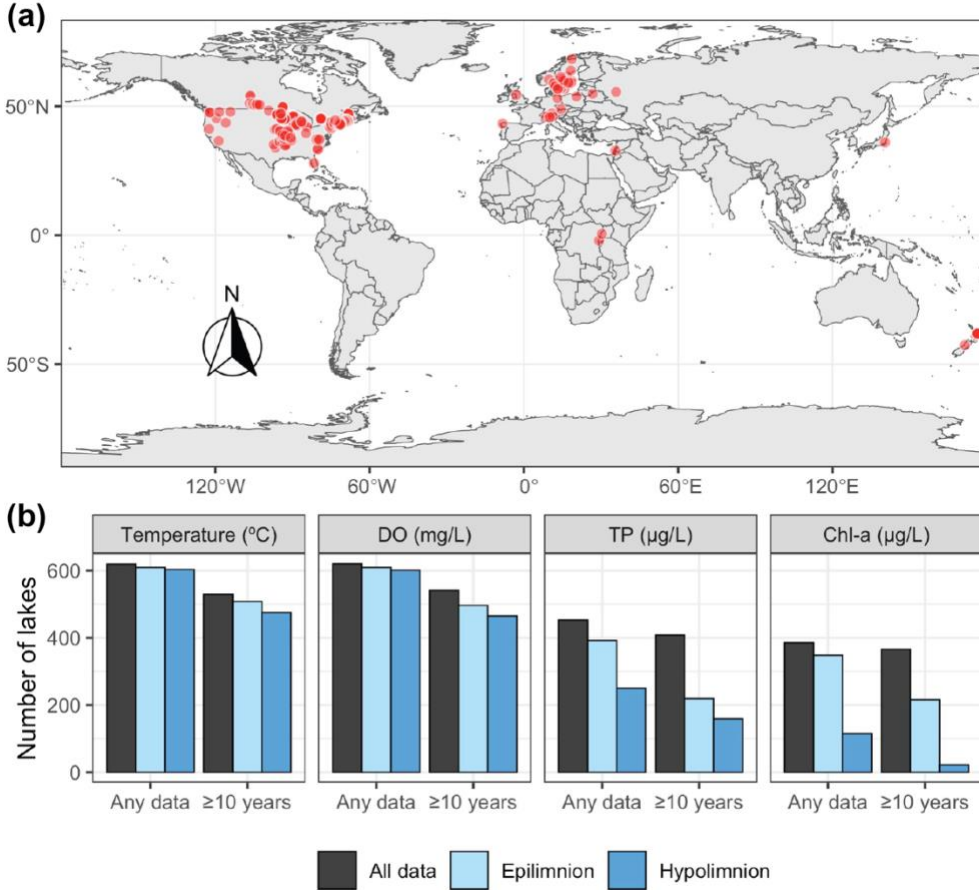 (a)
50°N
0°
50°S
N
120°W 60°W 0° 60°E 120°E
(b)
Temperature (ºC) DO (mg/L) TP (µg/L) Chl-a (µg/L)
Number of lakes
600
400
200
0
Any data ≥10 years Any data ≥10 years Any data ≥10 years Any data ≥10 years
All data Epilimnion Hypolimnion